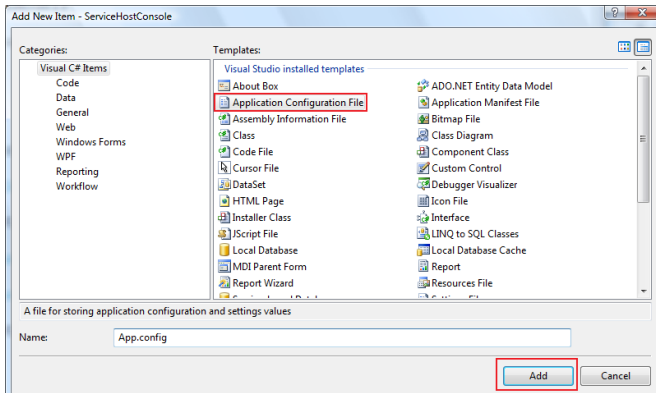 Add New Item - ServiceHostConsole
Categories:
Templates:
Visual C# Items
Code
Data
General
Web
Windows Forms
WPF
Reporting
Workflow
Visual Studio installed templates
About Box
ADO.NET Entity Data Model
Application Configuration File
Application Manifest File
Assembly Information File
Bitmap File
Class
Class Diagram
Code File
Component Class
Cursor File
Custom Control
DataSet
Debugger Visualizer
HTML Page
Icon File
Installer Class
Interface
JScript File
LINQ to SQL Classes
Local Database
Local Database Cache
MDI Parent Form
Report
Report Wizard
Resources File
A file for storing application configuration and settings values
Name:
App.config
Add
Cancel